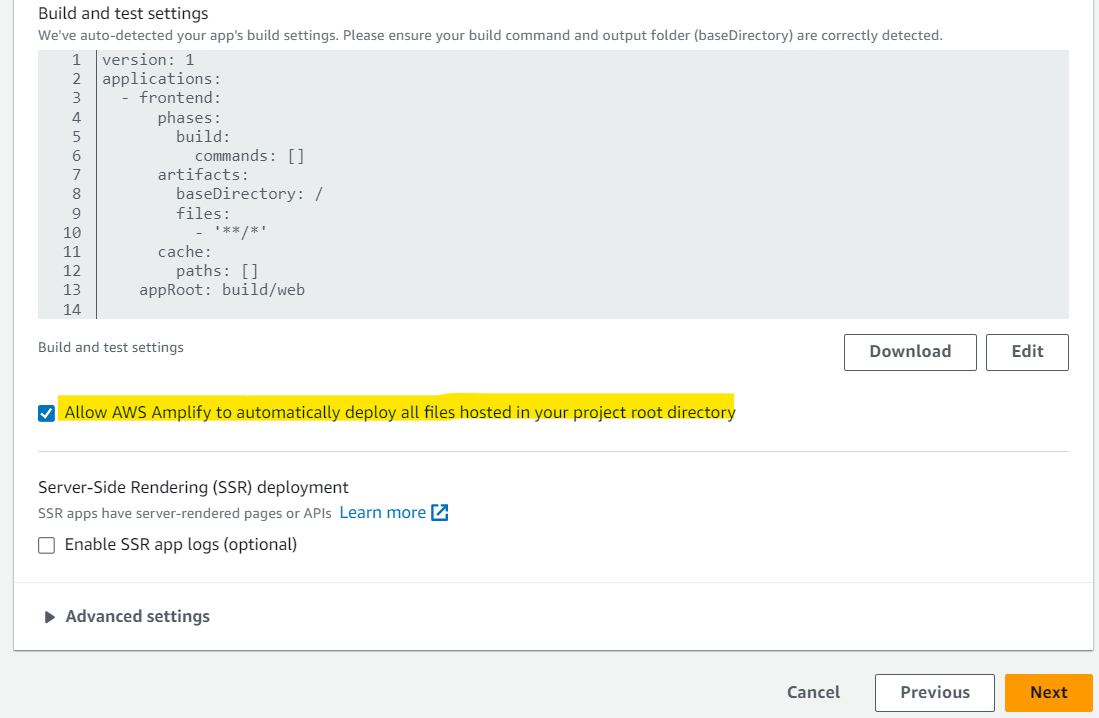 Build and test settings
We've auto-detected your app's build settings. Please ensure your build command and output folder (baseDirectory) are correctly detected.
1 version: 1
2 applications:
3   - frontend:
4       phases:
5         build:
6           commands: []
7       artifacts:
8         baseDirectory: /
9         files:
10           - '**/*'
11       cache:
12         paths: []
13     appRoot: build/web
14
Build and test settings
Download
Edit
Allow AWS Amplify to automatically deploy all files hosted in your project root directory
Server-Side Rendering (SSR) deployment
SSR apps have server-rendered pages or APIs Learn more
Enable SSR app logs (optional)
Advanced settings
Cancel
Previous
Next